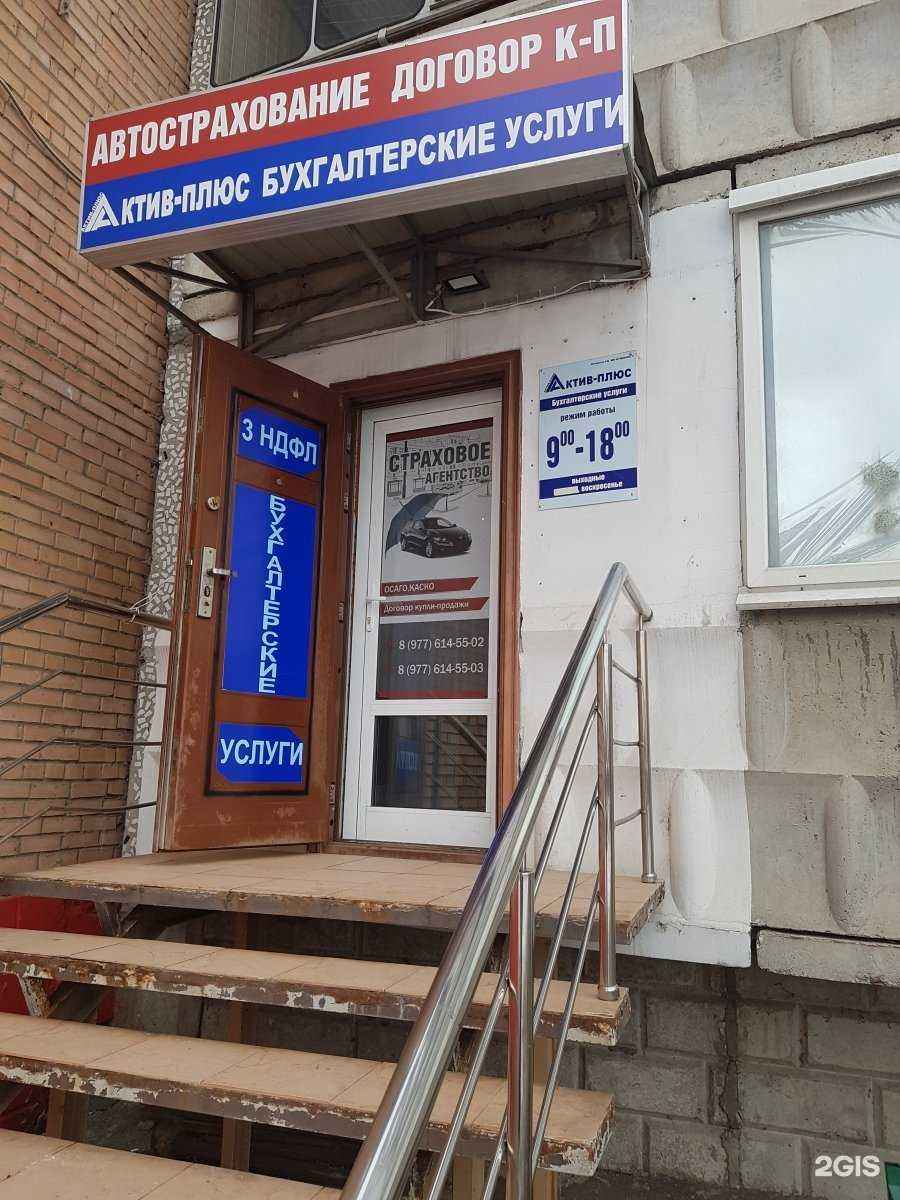 АВТОСТРАХОВАНИЕ ДОГОВОР К-П
АКТИВ-ПЛЮС БУХГАЛТЕРСКИЕ УСЛУГИ
3 НДФЛ
БУХГАЛТЕРСКИЕ
УСЛУГИ
СТРАХОВОЕ
АГЕНТСТВО
ОСАГО,КАСКО
Договор купли-продажи
8 (977) 614-55-02
8 (977) 614-55-03
АКТИВ-ПЛЮС
Бухгалтерские услуги
режим работы
900-1800
выходные
, воскресенье
2GIS